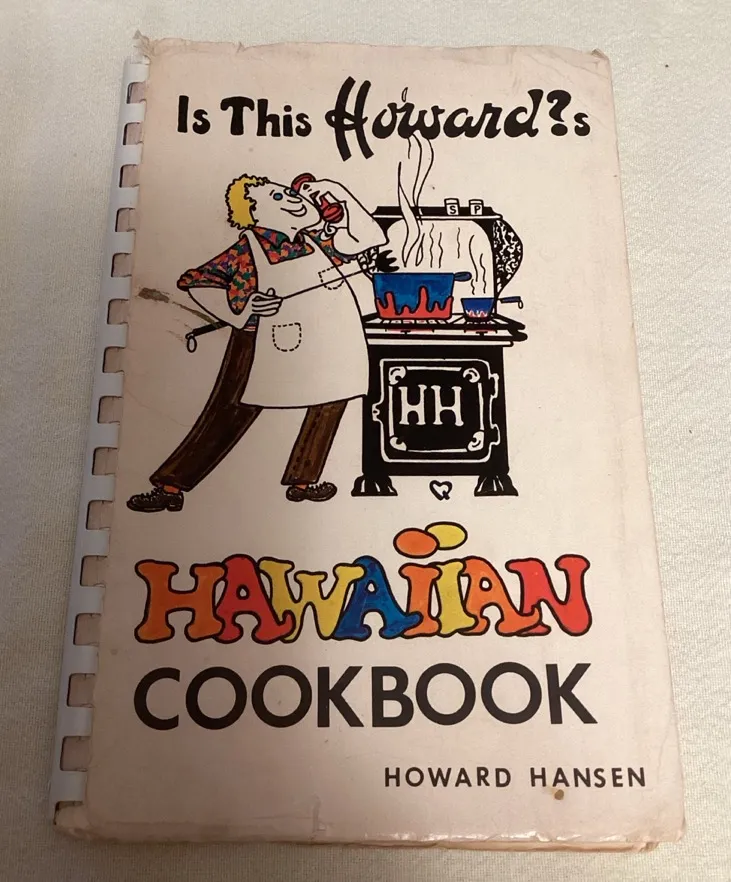 Is This Howard?s
S P
HH
HAWAIIAN
COOKBOOK
HOWARD HANSEN